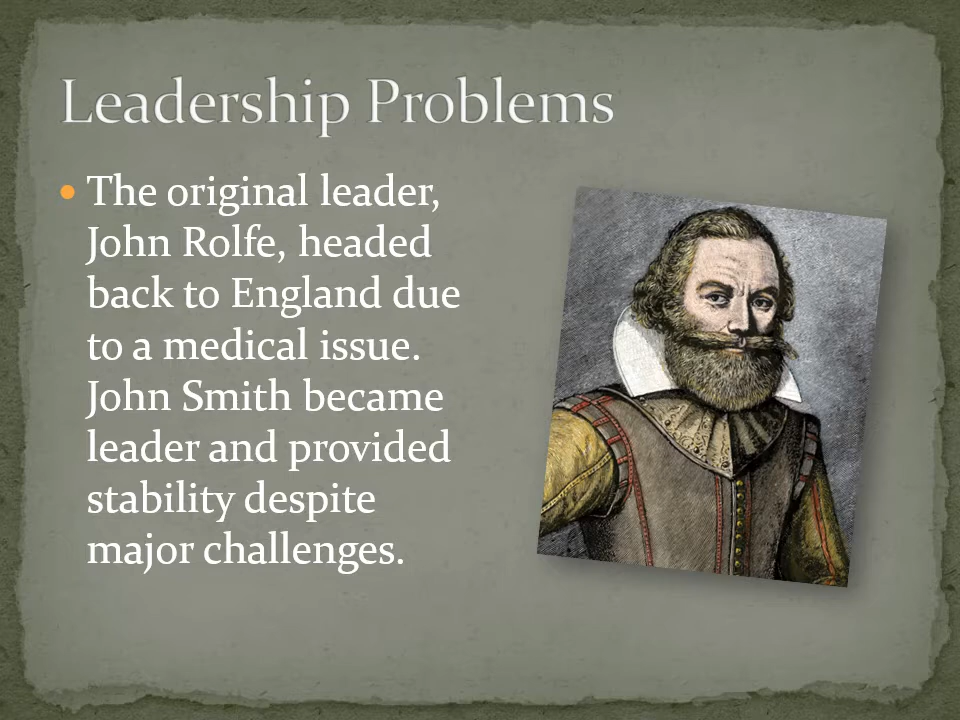 Leadership Problems
• The original leader,
John Rolfe, headed
back to England due
to a medical issue.
John Smith became
leader and provided
stability despite
major challenges.